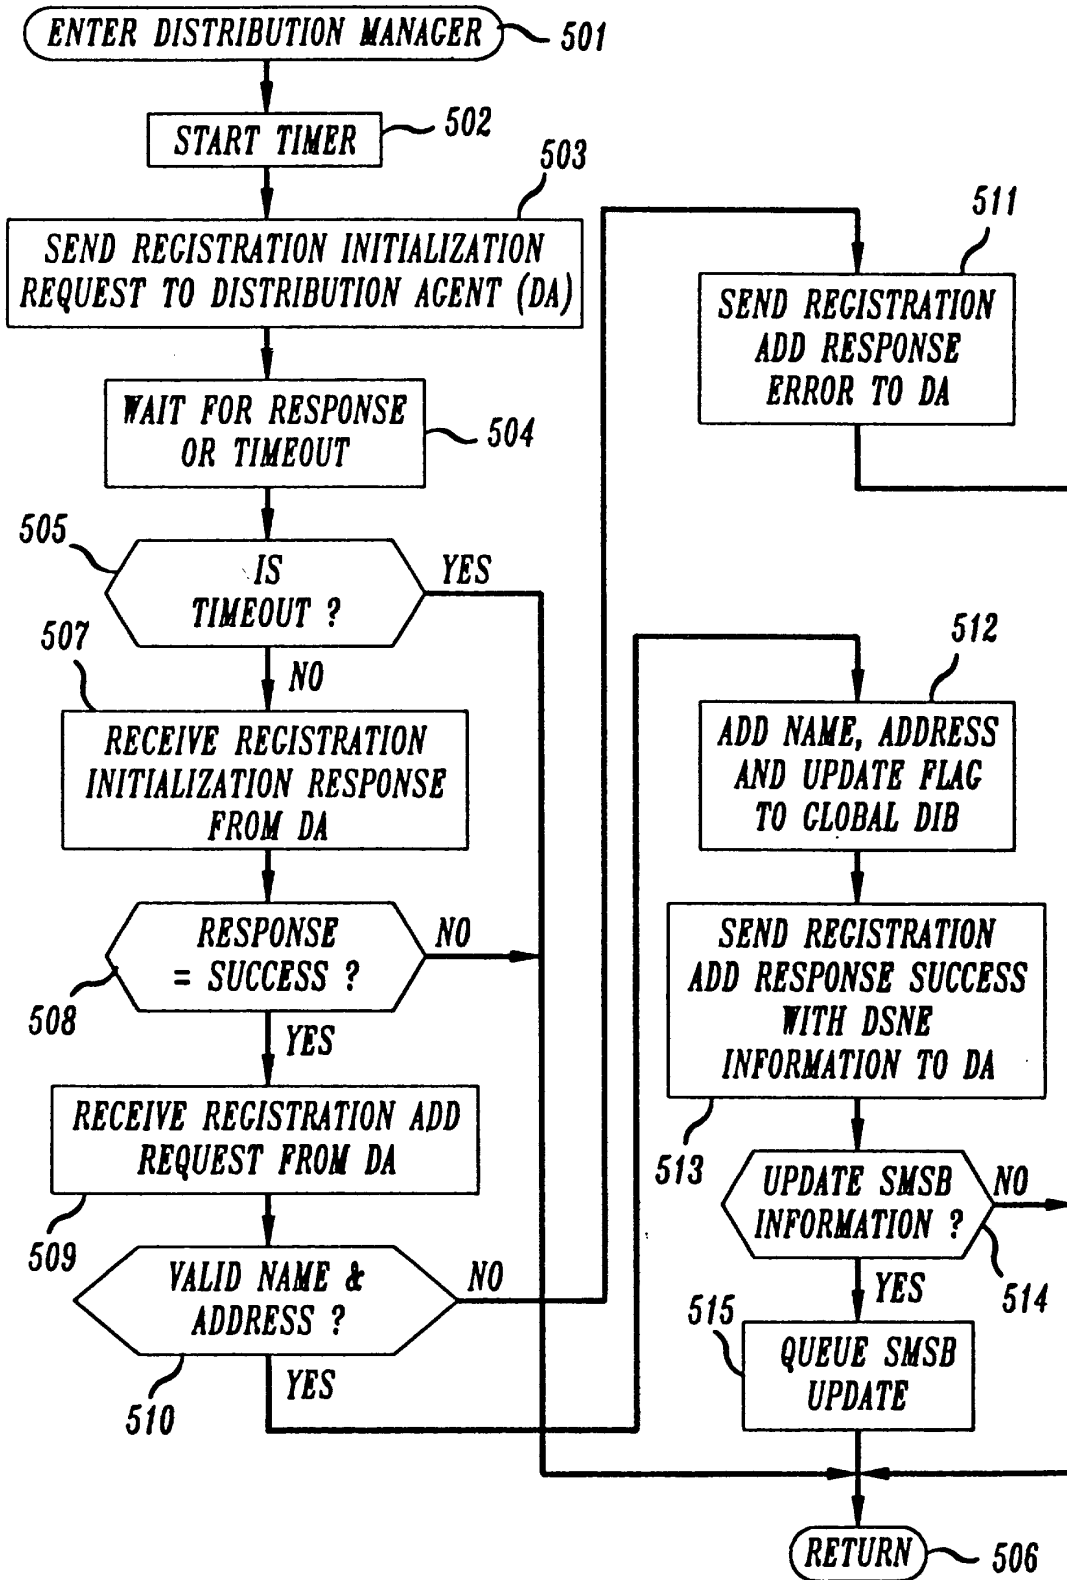 ENTER DISTRIBUTION MANAGER
501
START TIMER
502
503
SEND REGISTRATION INITIALIZATION
REQUEST TO DISTRIBUTION AGENT (DA)
WAIT FOR RESPONSE
OR TIMEOUT
504
505
IS
TIMEOUT ?
YES
NO
507
RECEIVE REGISTRATION
INITIALIZATION RESPONSE
FROM DA
RESPONSE
= SUCCESS ?
NO
508
YES
RECEIVE REGISTRATION ADD
REQUEST FROM DA
509
VALID NAME &
ADDRESS ?
NO
510
YES
511
SEND REGISTRATION
ADD RESPONSE
ERROR TO DA
512
ADD NAME, ADDRESS
AND UPDATE FLAG
TO GLOBAL DIB
SEND REGISTRATION
ADD RESPONSE SUCCESS
WITH DSNE
INFORMATION TO DA
513
UPDATE SMSB
INFORMATION ?
NO
514
YES
515
QUEUE SMSB
UPDATE
RETURN
506